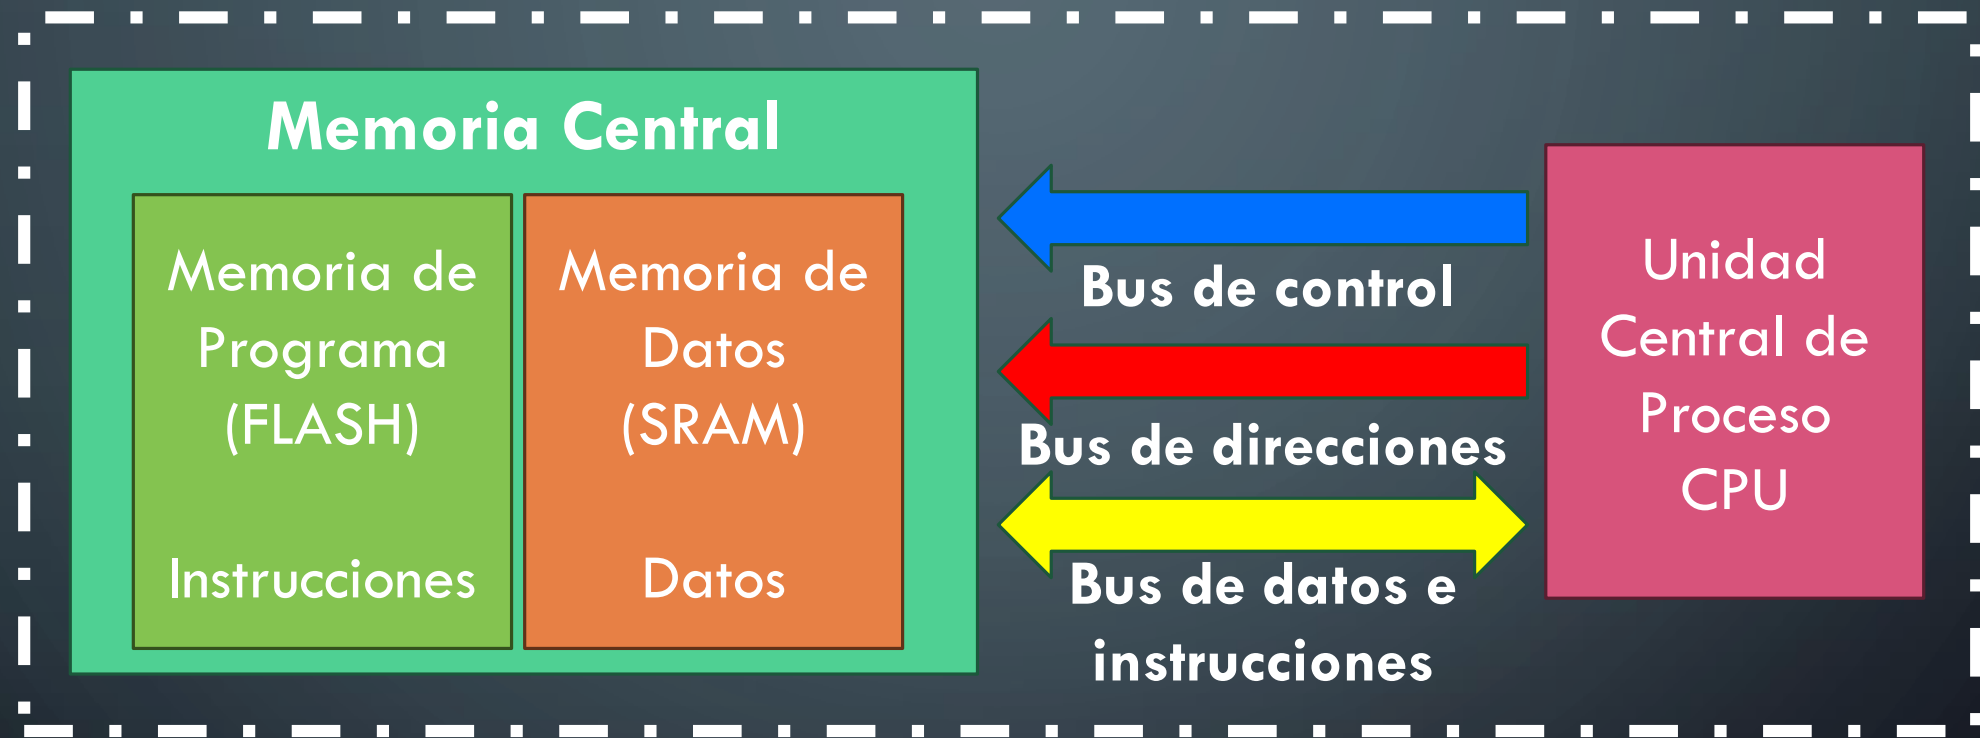 Memoria Central
Memoria de
Programa
(FLASH)
Instrucciones
Memoria de
Datos
(SRAM)
Datos
Bus de control
Bus de direcciones
Bus de datos e
instrucciones
Unidad
Central de
Proceso
CPU